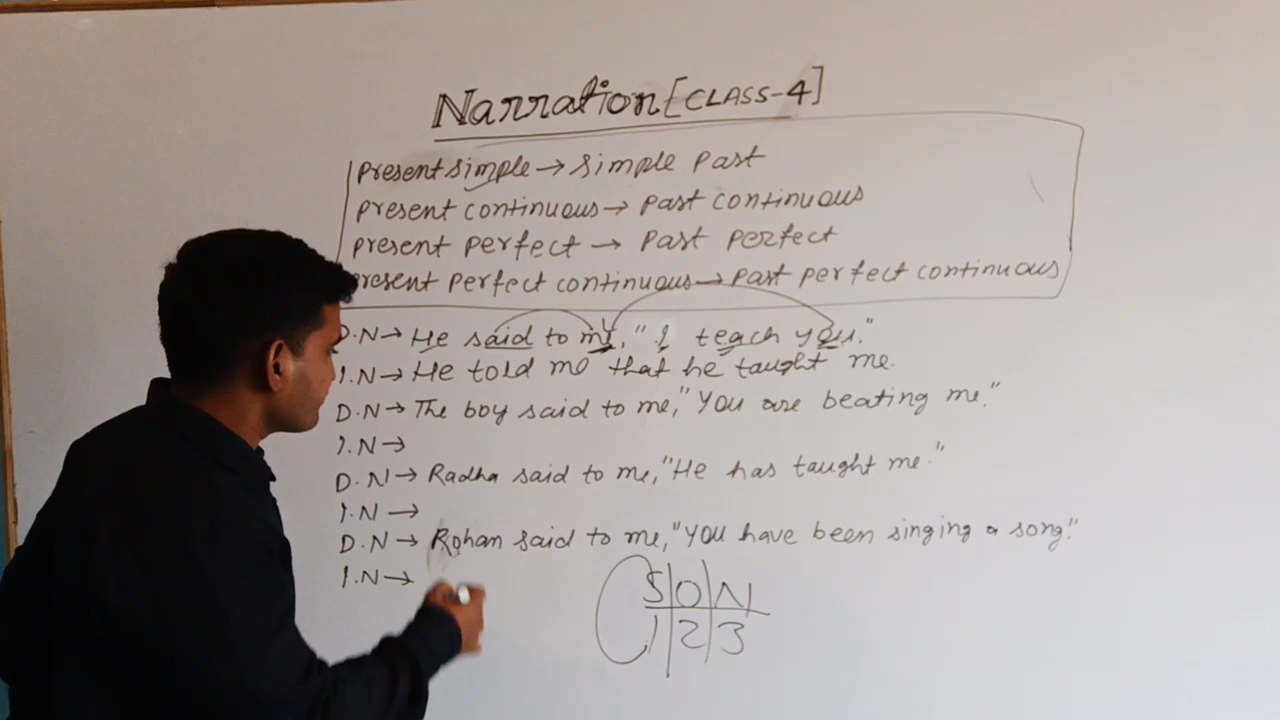 Narration [CLASS-4]
Present simple → simple past
Present continuous → Past continuous
Present perfect → Past perfect
Present perfect continuous → Past perfect continuous
D.N → He said to me, "I teach you."
I.N → He told me that he taught me.
D.N → The boy said to me, "You are beating me."
I.N →
D.N → Radha said to me, "He has taught me."
I.N →
D.N → Rohan said to me, "You have been singing a song."
I.N →
S O N
1 2 3